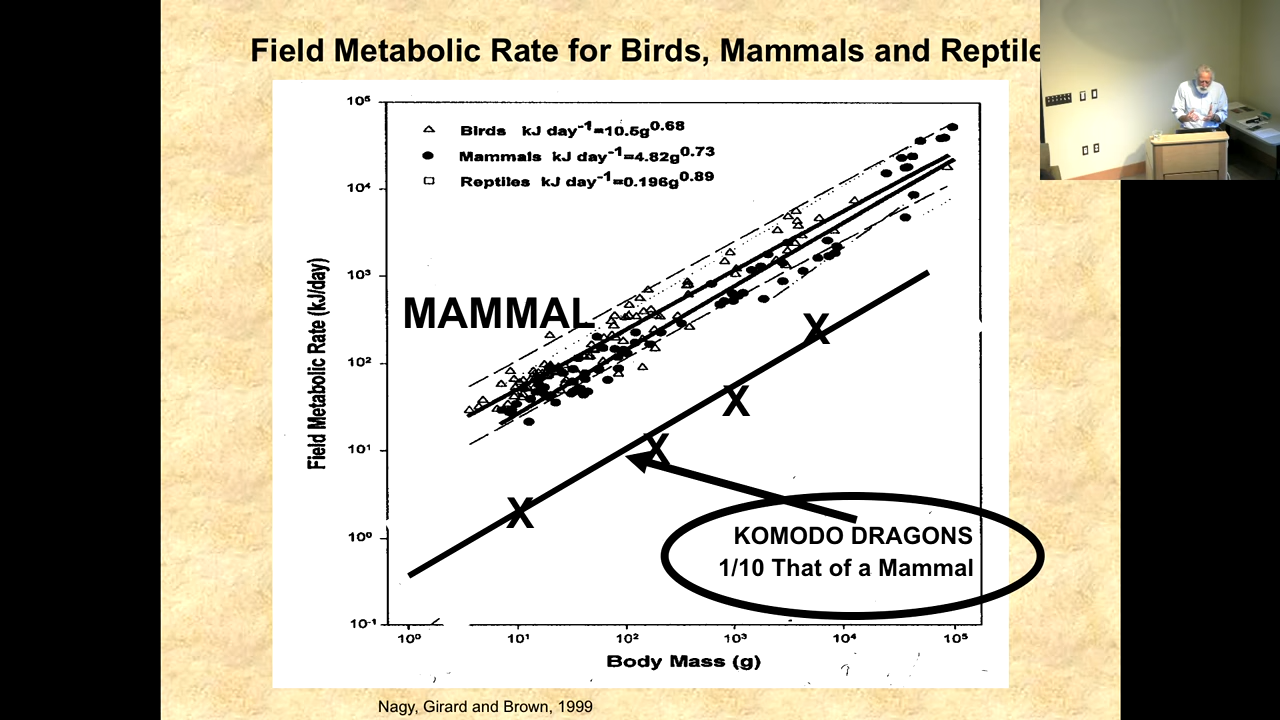 Field Metabolic Rate for Birds, Mammals and Reptile
10⁵
Birds kJ day⁻¹=10.5g⁰·⁶⁸
Mammals kJ day⁻¹=4.82g⁰·⁷³
Reptiles kJ day⁻¹=0.196g⁰·⁸⁹
10⁴
10³
MAMMAL
10²
10¹
10⁰
10⁻¹
Field Metabolic Rate (kJ/day)
X
X
X
X
KOMODO DRAGONS
1/10 That of a Mammal
10⁰ 10¹ 10² 10³ 10⁴ 10⁵
Body Mass (g)
Nagy, Girard and Brown, 1999